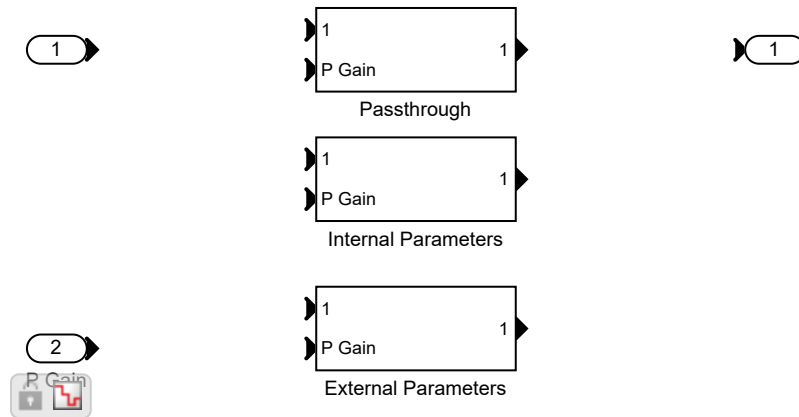 1
1
P Gain
1
1
Passthrough
1
P Gain
1
Internal Parameters
1
P Gain
1
2
P Gain
External Parameters